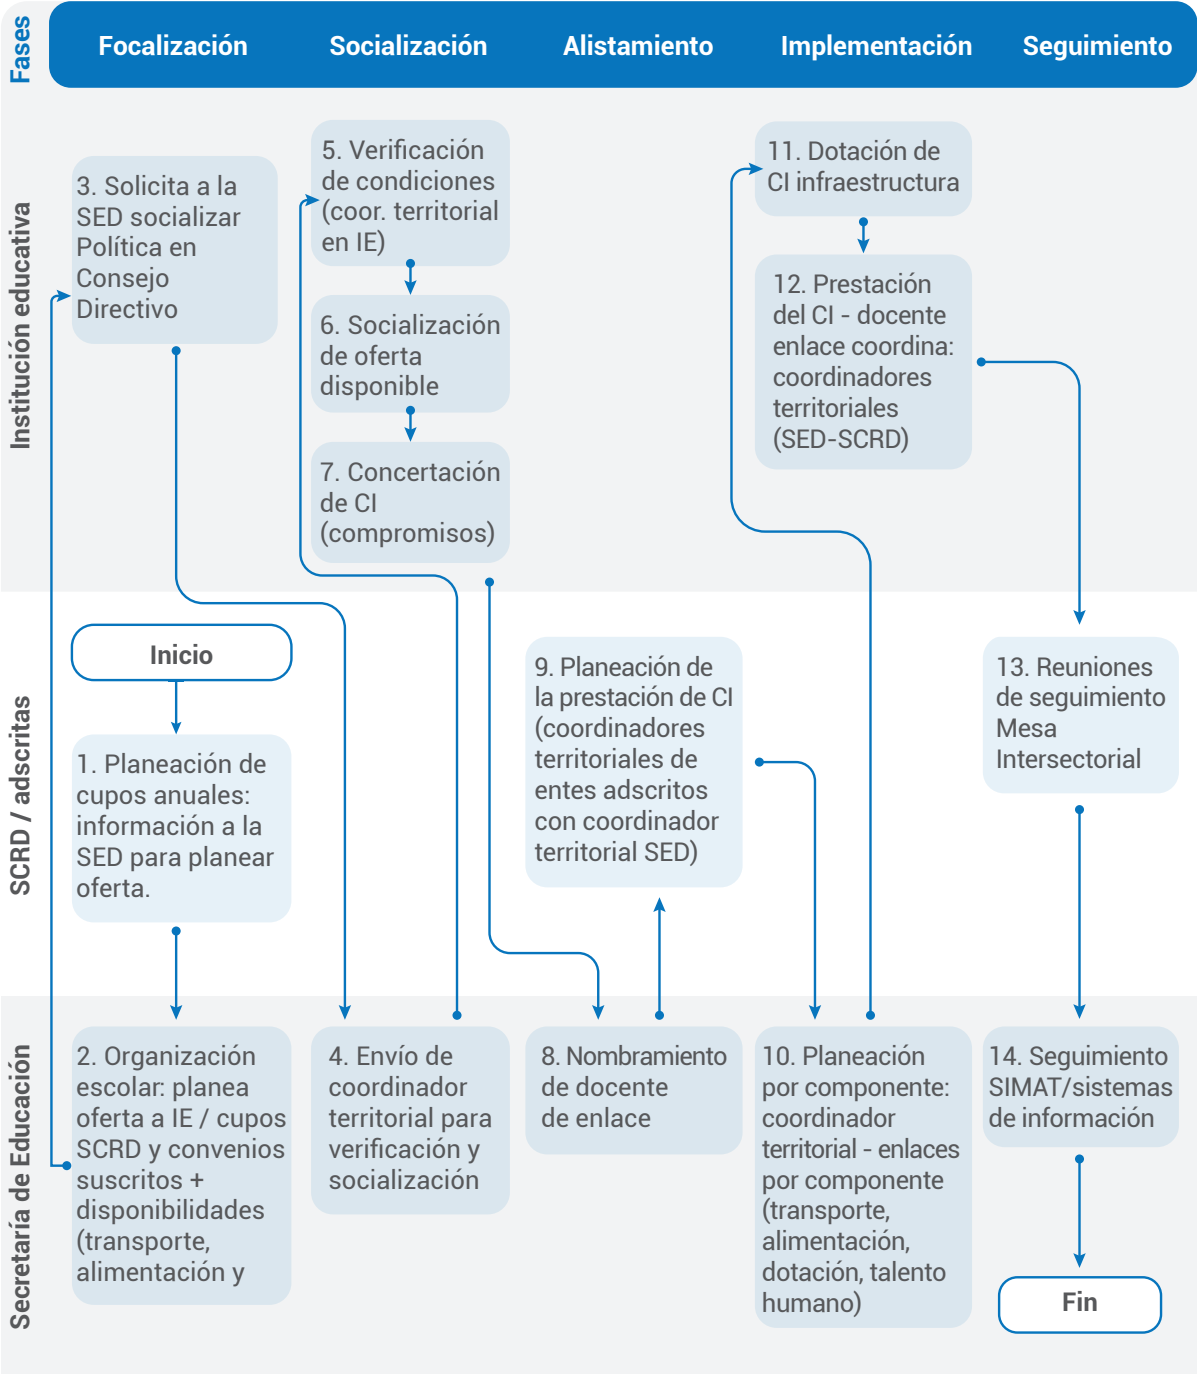 Fases
Focalización
Socialización
Alistamiento
Implementación
Seguimiento
Institución educativa
3. Solicita a la
SED socializar
Política en
Consejo
Directivo
5. Verificación
de condiciones
(coor. territorial
en IE)
6. Socialización
de oferta
disponible
7. Concertación
de CI
(compromisos)
11. Dotación de
CI infraestructura
12. Prestación
del CI - docente
enlace coordina:
coordinadores
territoriales
(SED-SCRD)
SCRD / adscritas
Inicio
1. Planeación de
cupos anuales:
información a la
SED para planear
oferta.
9. Planeación de
la prestación de CI
(coordinadores
territoriales de
entes adscritos
con coordinador
territorial SED)
13. Reuniones
de seguimiento
Mesa
Intersectorial
Secretaría de Educación
2. Organización
escolar: planea
oferta a IE / cupos
SCRD y convenios
suscritos +
disponibilidades
(transporte,
alimentación y
4. Envío de
coordinador
territorial para
verificación y
socialización
8. Nombramiento
de docente
de enlace
10. Planeación
por componente:
coordinador
territorial - enlaces
por componente
(transporte,
alimentación,
dotación, talento
humano)
14. Seguimiento
SIMAT/sistemas
de información
Fin